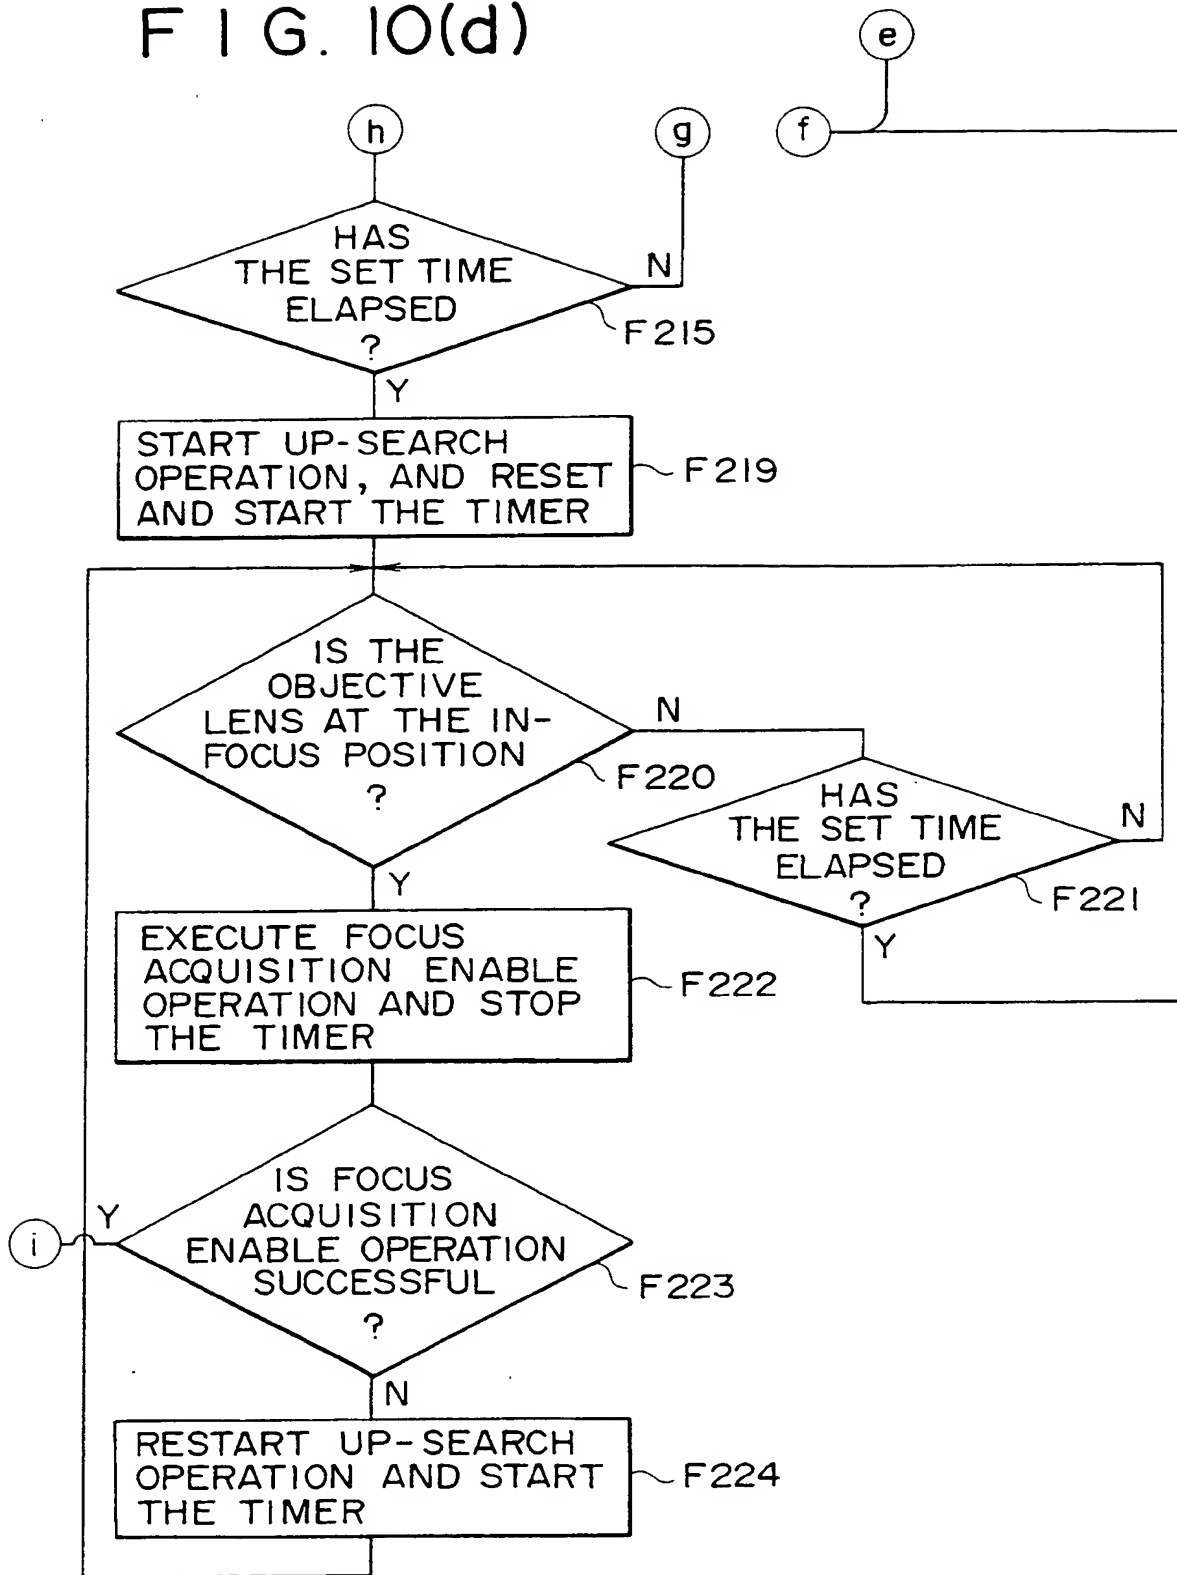 FIG. 10(d)
e
h
g
f
HAS
THE SET TIME
ELAPSED
?
N
F215
Y
START UP-SEARCH
OPERATION, AND RESET
AND START THE TIMER
F219
IS THE
OBJECTIVE
LENS AT THE IN-
FOCUS POSITION
?
N
F220
HAS
THE SET TIME
ELAPSED
?
N
F221
Y
Y
EXECUTE FOCUS
ACQUISITION ENABLE
OPERATION AND STOP
THE TIMER
F222
IS FOCUS
ACQUISITION
ENABLE OPERATION
SUCCESSFUL
?
Y
i
F223
N
RESTART UP-SEARCH
OPERATION AND START
THE TIMER
F224